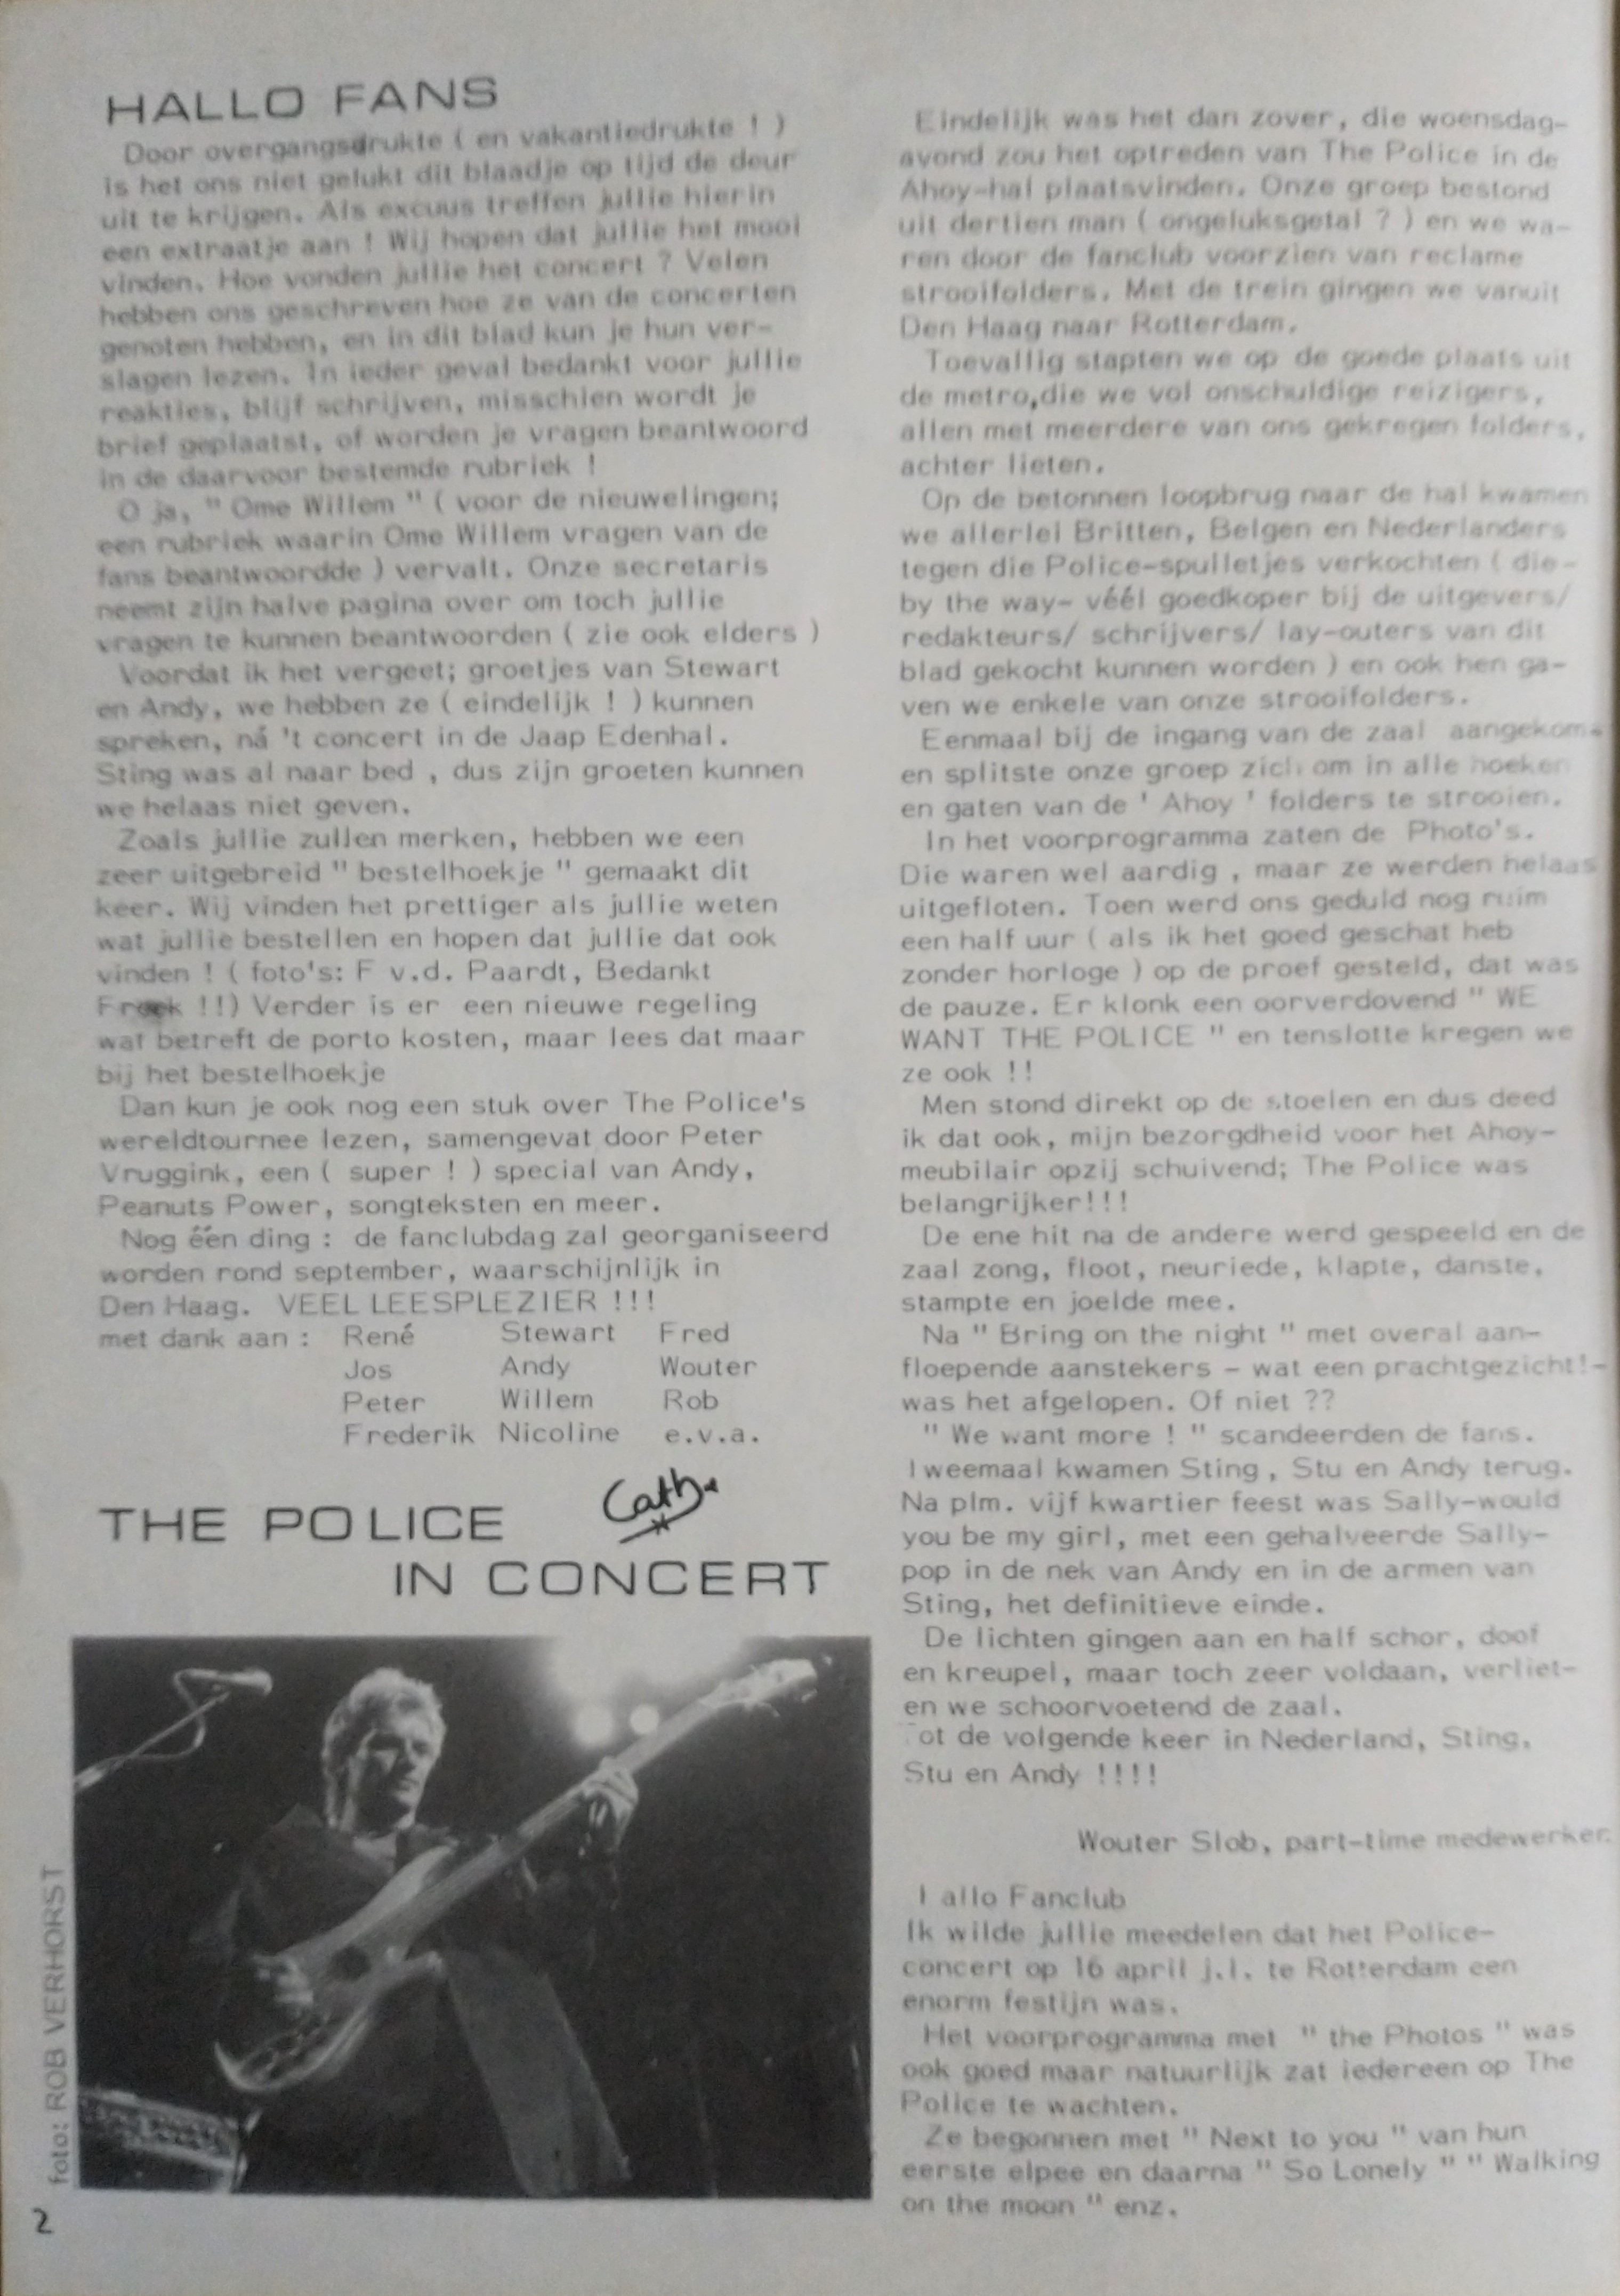 HALLO FANS
Door overgangsdrukte ( en vakantiedrukte ! )
is het ons niet gelukt dit blaadje op tijd de deur
uit te krijgen. Als excuus treffen jullie hierin
een extraatje aan ! Wij hopen dat jullie het mooi
vinden. Hoe vonden jullie het concert ? Velen
hebben ons geschreven hoe ze van de concerten
genoten hebben, en in dit blad kun je hun ver-
slagen lezen. In ieder geval bedankt voor jullie
reakties, blijf schrijven, misschien wordt je
brief geplaatst, of worden je vragen beantwoord
in de daarvoor bestemde rubriek !
O ja, " Ome Willem " ( voor de nieuwelingen;
een rubriek waarin Ome Willem vragen van de
fans beantwoordde ) vervalt. Onze secretaris
neemt zijn halve pagina over om toch jullie
vragen te kunnen beantwoorden ( zie ook elders )
Voordat ik het vergeet; groetjes van Stewart
en Andy, we hebben ze ( eindelijk ! ) kunnen
spreken, ná 't concert in de Jaap Edenhal.
Sting was al naar bed , dus zijn groeten kunnen
we helaas niet geven.
Zoals jullie zullen merken, hebben we een
zeer uitgebreid " bestelhoekje " gemaakt dit
keer. Wij vinden het prettiger als jullie weten
wat jullie bestellen en hopen dat jullie dat ook
vinden ! ( foto's: F v.d. Paardt, Bedankt
!!) Verder is er een nieuwe regeling
wat betreft de porto kosten, maar lees dat maar
bij het bestelhoekje
Dan kun je ook nog een stuk over The Police's
wereldtournee lezen, samengevat door Peter
Vruggink, een ( super ! ) special van Andy,
Peanuts Power, songteksten en meer.
Nog één ding : de fanclubdag zal georganiseerd
worden rond september, waarschijnlijk in
Den Haag. VEEL LEESPLEZIER !!!
met dank aan : René Stewart Fred
Jos Andy Wouter
Peter Willem Rob
Frederik Nicoline e.v.a.
THE POLICE
IN CONCERT
foto: ROB VERHORST
2
Eindelijk was het dan zover, die woensdag-
avond zou het optreden van The Police in de
Ahoy-hal plaatsvinden. Onze groep bestond
uit dertien man ( ongeluksgetal ? ) en we wa-
ren door de fanclub voorzien van reclame
strooifolders. Met de trein gingen we vanuit
Den Haag naar Rotterdam.
Toevallig stapten we op de goede plaats uit
de metro,die we vol onschuldige reizigers,
allen met meerdere van ons gekregen folders,
achter lieten.
Op de betonnen loopbrug naar de hal kwamen
we allerlei Britten, Belgen en Nederlanders
tegen die Police-spulletjes verkochten ( die-
by the way- véél goedkoper bij de uitgevers/
redakteurs/ schrijvers/ lay-outers van dit
blad gekocht kunnen worden ) en ook hen ga-
ven we enkele van onze strooifolders.
Eenmaal bij de ingang van de zaal aangekom-
en splitste onze groep zich om in alle hoeken
en gaten van de ' Ahoy ' folders te strooien.
In het voorprogramma zaten de Photo's.
Die waren wel aardig , maar ze werden helaas
uitgefloten. Toen werd ons geduld nog ruim
een half uur ( als ik het goed geschat heb
zonder horloge ) op de proef gesteld, dat was
de pauze. Er klonk een oorverdovend " WE
WANT THE POLICE " en tenslotte kregen we
ze ook !!
Men stond direkt op de stoelen en dus deed
ik dat ook, mijn bezorgdheid voor het Ahoy-
meubilair opzij schuivend; The Police was
belangrijker!!!
De ene hit na de andere werd gespeeld en de
zaal zong, floot, neuriede, klapte, danste,
stampte en joelde mee.
Na " Bring on the night " met overal aan-
floepende aanstekers - wat een prachtgezicht!-
was het afgelopen. Of niet ??
" We want more ! " scandeerden de fans.
Tweemaal kwamen Sting , Stu en Andy terug.
Na plm. vijf kwartier feest was Sally-would
you be my girl, met een gehalveerde Sally-
pop in de nek van Andy en in de armen van
Sting, het definitieve einde.
De lichten gingen aan en half schor, doof
en kreupel, maar toch zeer voldaan, verliet-
en we schoorvoetend de zaal.
Tot de volgende keer in Nederland, Sting,
Stu en Andy !!!!
Wouter Slob, part-time medewerker.
Hallo Fanclub
Ik wilde jullie meedelen dat het Police-
concert op 16 april j.l. te Rotterdam een
enorm festijn was.
Het voorprogramma met " the Photos " was
ook goed maar natuurlijk zat iedereen op The
Police te wachten.
Ze begonnen met " Next to you " van hun
eerste elpee en daarna " So Lonely " " Walking
on the moon " enz.